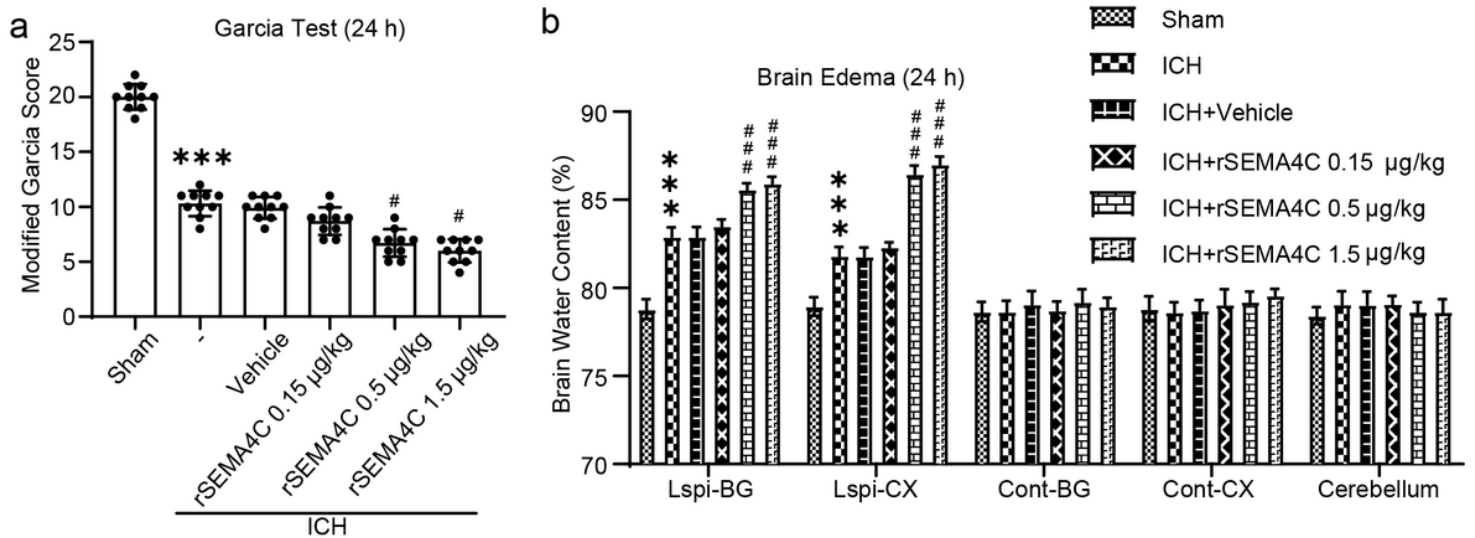 a
Garcia Test (24 h)
Modified Garcia Score
25
20
15
10
5
0
***
#
#
Sham
-
Vehicle
rSEMA4C 0.15 µg/kg
rSEMA4C 0.5 µg/kg
rSEMA4C 1.5 µg/kg
ICH
b
Brain Edema (24 h)
Brain Water Content (%)
90
85
80
75
70
***
###
###
***
###
###
Lspi-BG
Lspi-CX
Cont-BG
Cont-CX
Cerebellum
Sham
ICH
ICH+Vehicle
ICH+rSEMA4C 0.15 µg/kg
ICH+rSEMA4C 0.5 µg/kg
ICH+rSEMA4C 1.5 µg/kg